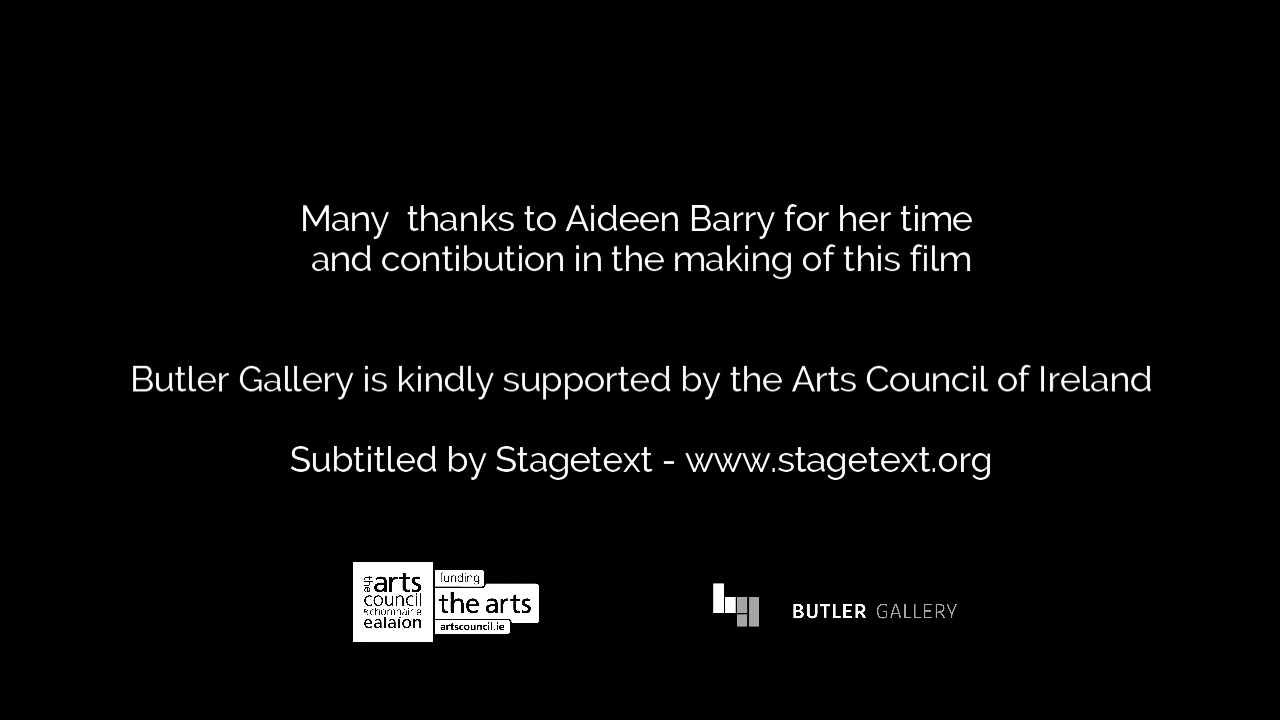 Many  thanks to Aideen Barry for her time
and contibution in the making of this film
Butler Gallery is kindly supported by the Arts Council of Ireland
Subtitled by Stagetext - www.stagetext.org
the arts
council
ealaíon
funding
the arts
artscouncil.ie
BUTLER GALLERY